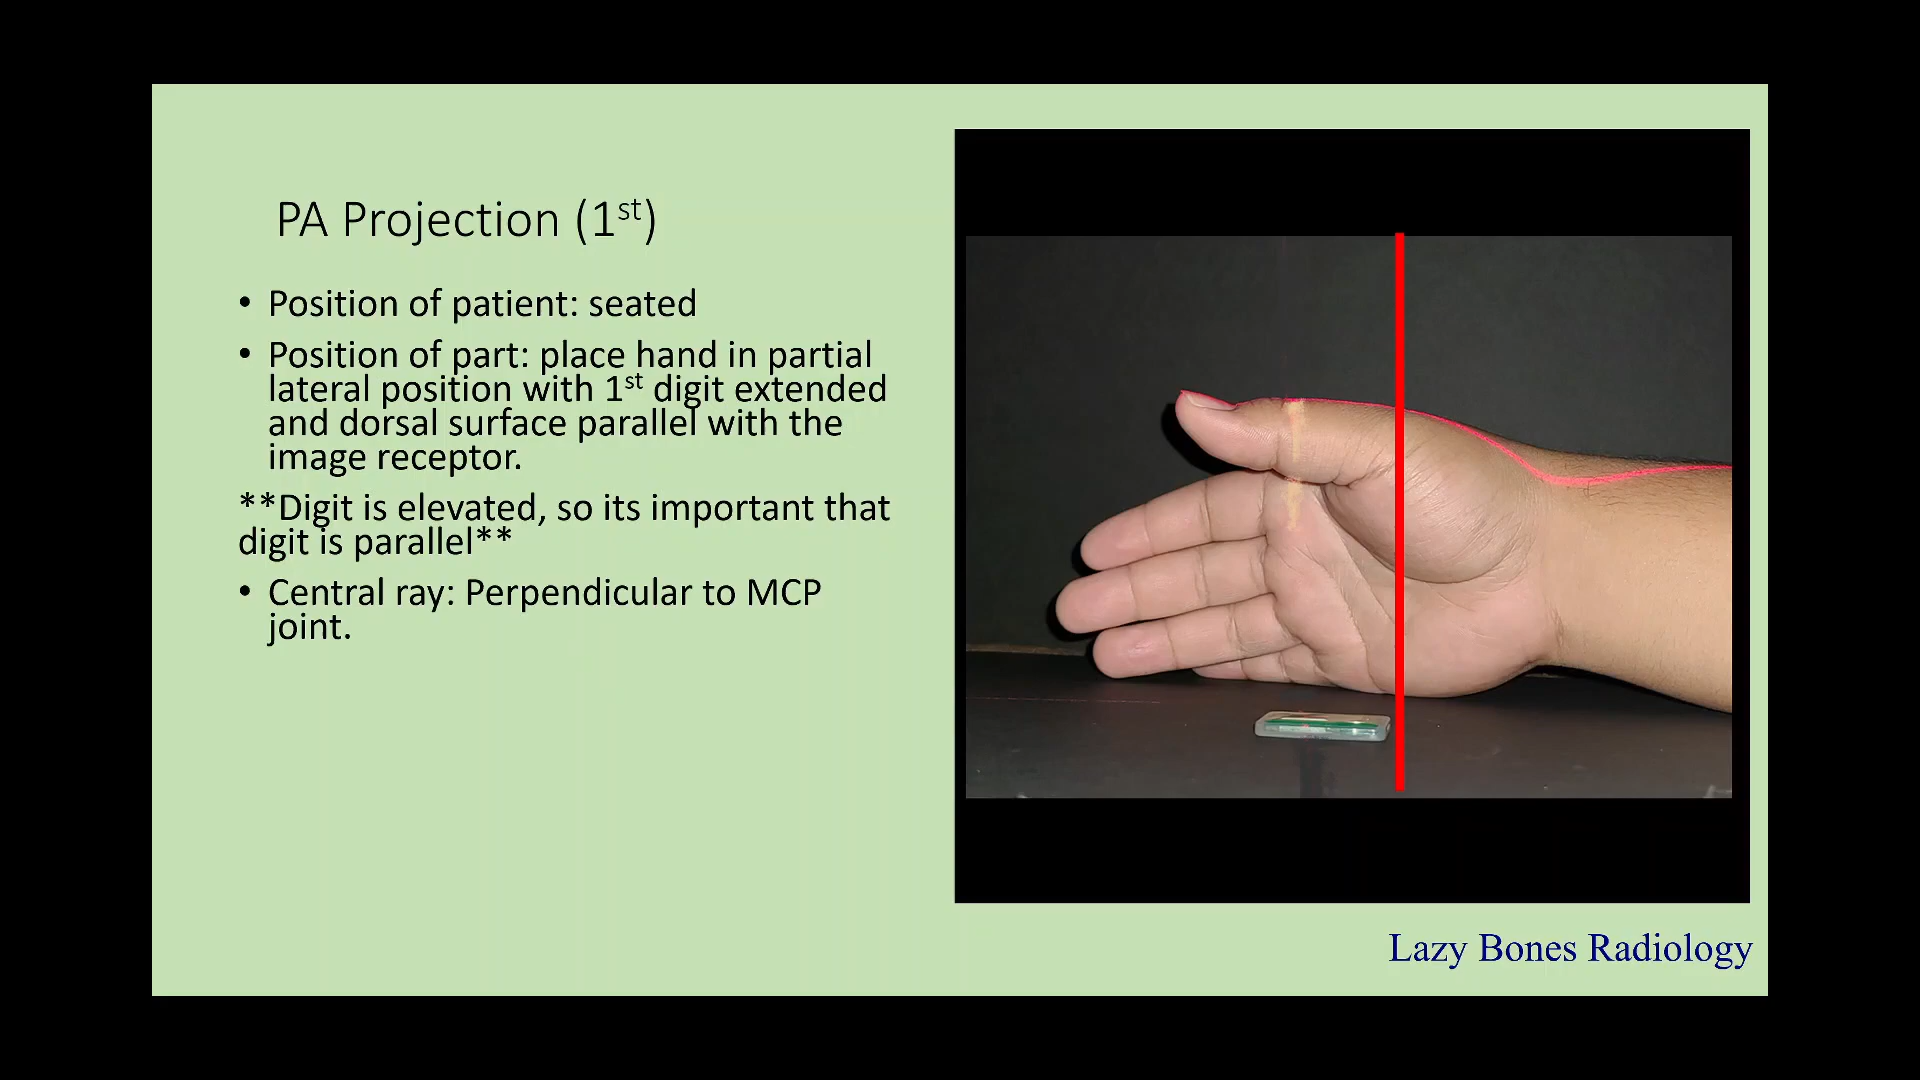 PA Projection (1st)
• Position of patient: seated
• Position of part: place hand in partial
lateral position with 1st digit extended
and dorsal surface parallel with the
image receptor.
**Digit is elevated, so its important that
digit is parallel**
• Central ray: Perpendicular to MCP
joint.
Lazy Bones Radiology